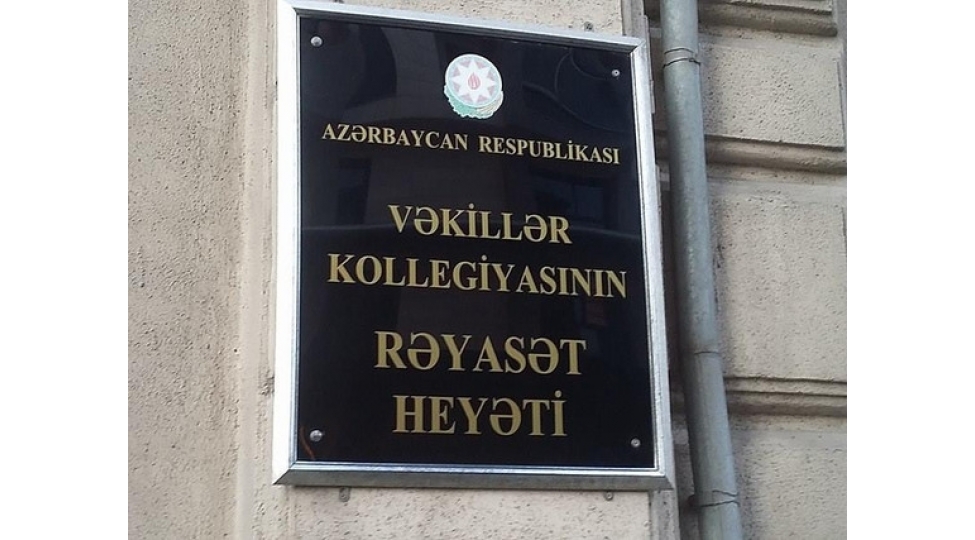 AZƏRBAYCAN RESPUBLİKASI
VƏKİLLƏR
KOLLEGİYASININ
RƏYASƏT
HEYƏTİ